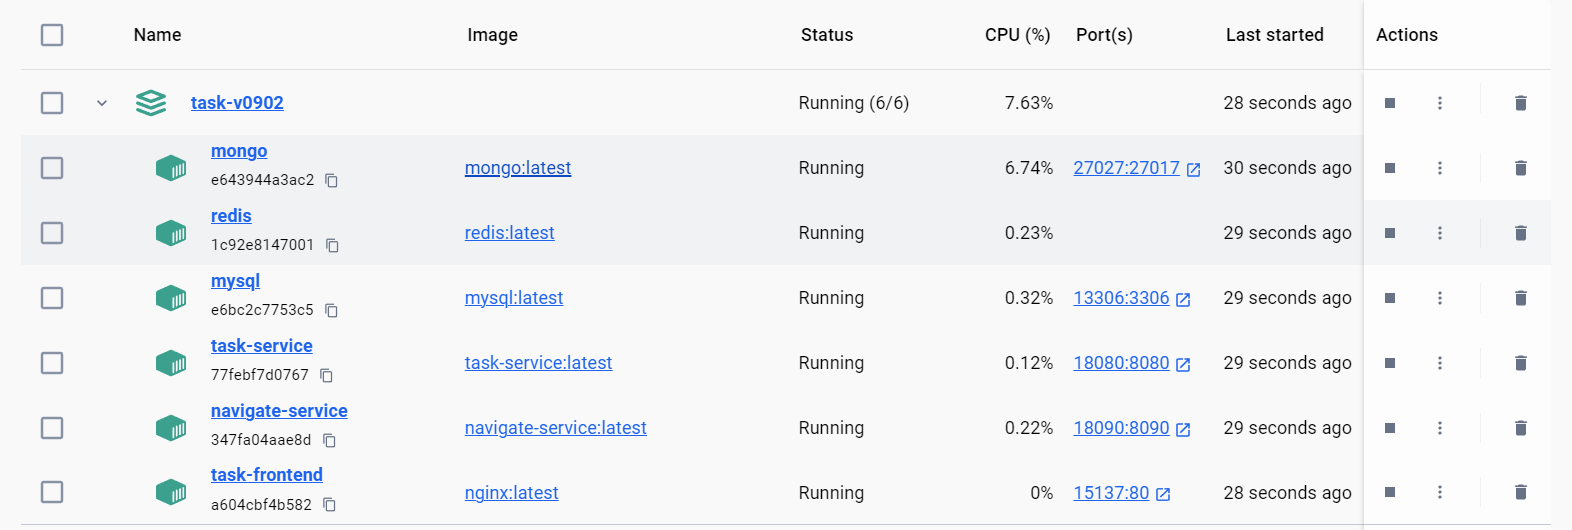 Name Image Status CPU (%) Port(s) Last started Actions
task-v0902 Running (6/6) 7.63% 28 seconds ago
mongo
mongo:latest Running 6.74% 27027:27017 30 seconds ago
e643944a3ac2
redis
redis:latest Running 0.23% 29 seconds ago
1c92e8147001
mysql
mysql:latest Running 0.32% 13306:3306 29 seconds ago
e6bc2c7753c5
task-service
task-service:latest Running 0.12% 18080:8080 29 seconds ago
77febf7d0767
navigate-service
navigate-service:latest Running 0.22% 18090:8090 29 seconds ago
347fa04aae8d
task-frontend
nginx:latest Running 0% 15137:80 28 seconds ago
a604cbf4b582